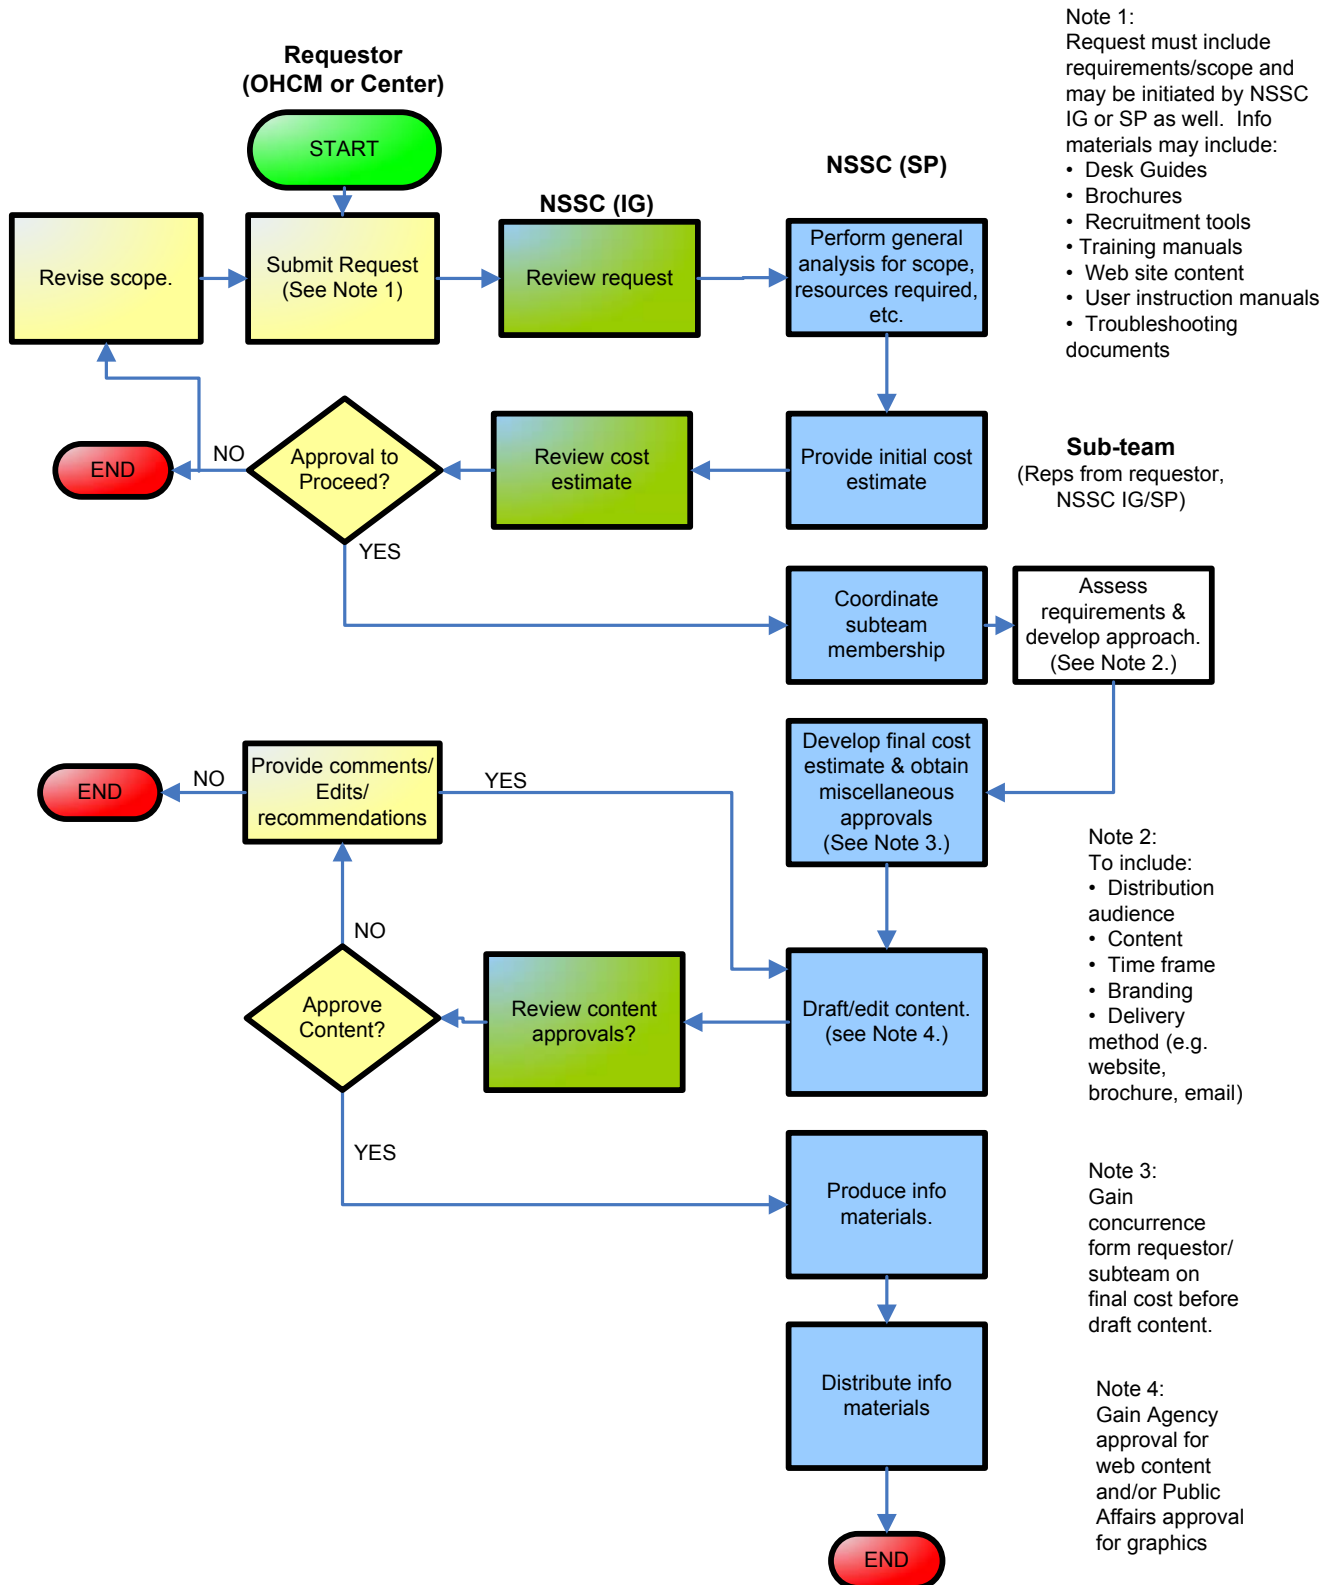 Requestor
(OHCM or Center)
START
NSSC (IG)
NSSC (SP)
Note 1:
Request must include
requirements/scope and
may be initiated by NSSC
IG or SP as well.  Info
materials may include:
• Desk Guides
• Brochures
• Recruitment tools
• Training manuals
• Web site content
• User instruction manuals
• Troubleshooting
documents
Revise scope.
Submit Request
(See Note 1)
Review request
Perform general
analysis for scope,
resources required,
etc.
END
NO
Approval to
Proceed?
YES
Review cost
estimate
Provide initial cost
estimate
Sub-team
(Reps from requestor,
NSSC IG/SP)
Coordinate
subteam
membership
Assess
requirements &
develop approach.
(See Note 2.)
END
NO
Provide comments/
Edits/
recommendations
YES
Develop final cost
estimate & obtain
miscellaneous
approvals
(See Note 3.)
Note 2:
To include:
• Distribution
audience
• Content
• Time frame
• Branding
• Delivery
method (e.g.
website,
brochure, email)
NO
Approve
Content?
YES
Review content
approvals?
Draft/edit content.
(see Note 4.)
Produce info
materials.
Note 3:
Gain
concurrence
form requestor/
subteam on
final cost before
draft content.
Distribute info
materials
Note 4:
Gain Agency
approval for
web content
and/or Public
Affairs approval
for graphics
END